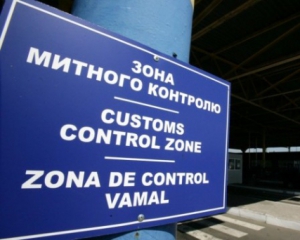 ЗОНА
МИТНОГО КОНТРОЛЮ
CUSTOMS
CONTROL ZONE
ZONA DE CONTROL
VAMAL